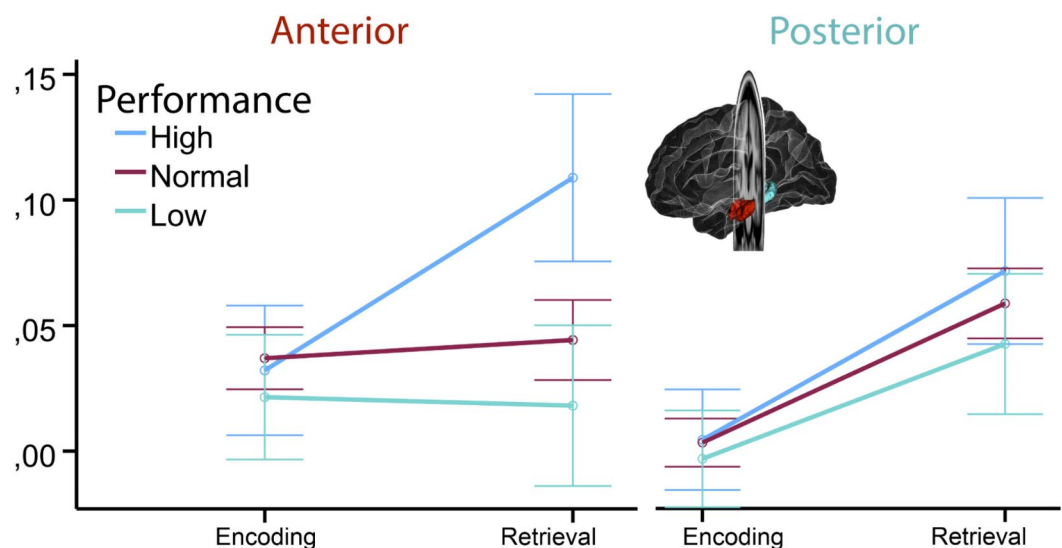 Anterior
Posterior
,15
,10
,05
,00
Performance
High
Normal
Low
Encoding
Retrieval
Encoding
Retrieval